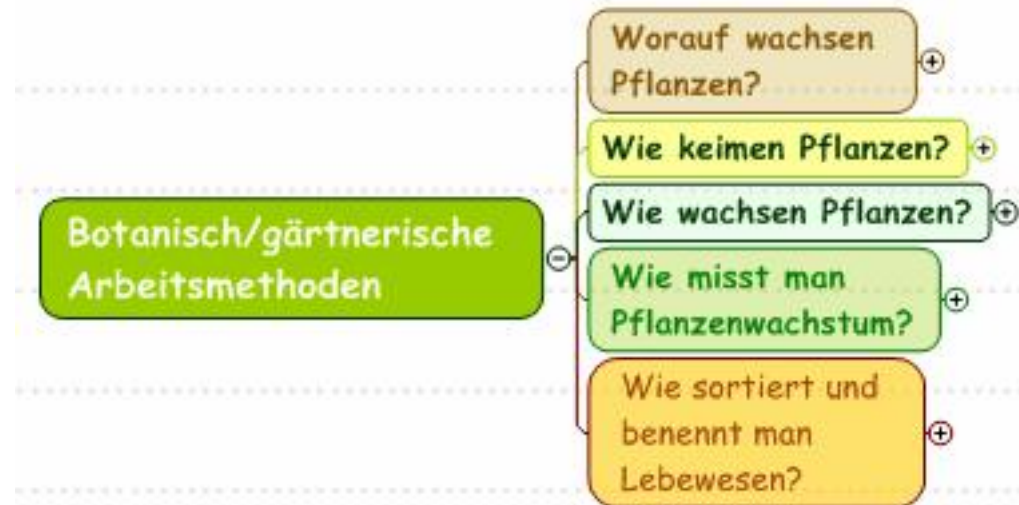 Botanisch/gärtnerische
Arbeitsmethoden
Worauf wachsen
Pflanzen?
Wie keimen Pflanzen?
Wie wachsen Pflanzen?
Wie misst man
Pflanzenwachstum?
Wie sortiert und
benennt man
Lebewesen?